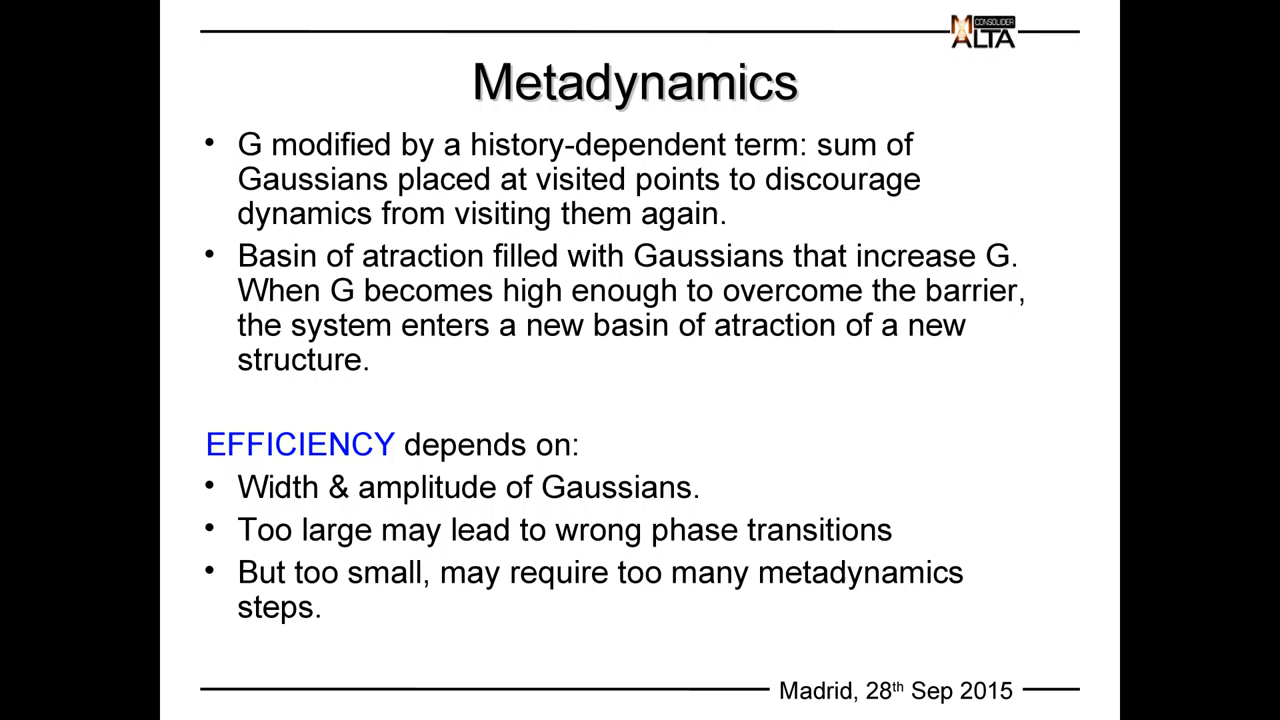 CONSOLIDER
MALTA
Metadynamics
• G modified by a history-dependent term: sum of
Gaussians placed at visited points to discourage
dynamics from visiting them again.
• Basin of atraction filled with Gaussians that increase G.
When G becomes high enough to overcome the barrier,
the system enters a new basin of atraction of a new
structure.
EFFICIENCY depends on:
• Width & amplitude of Gaussians.
• Too large may lead to wrong phase transitions
• But too small, may require too many metadynamics
steps.
Madrid, 28th Sep 2015